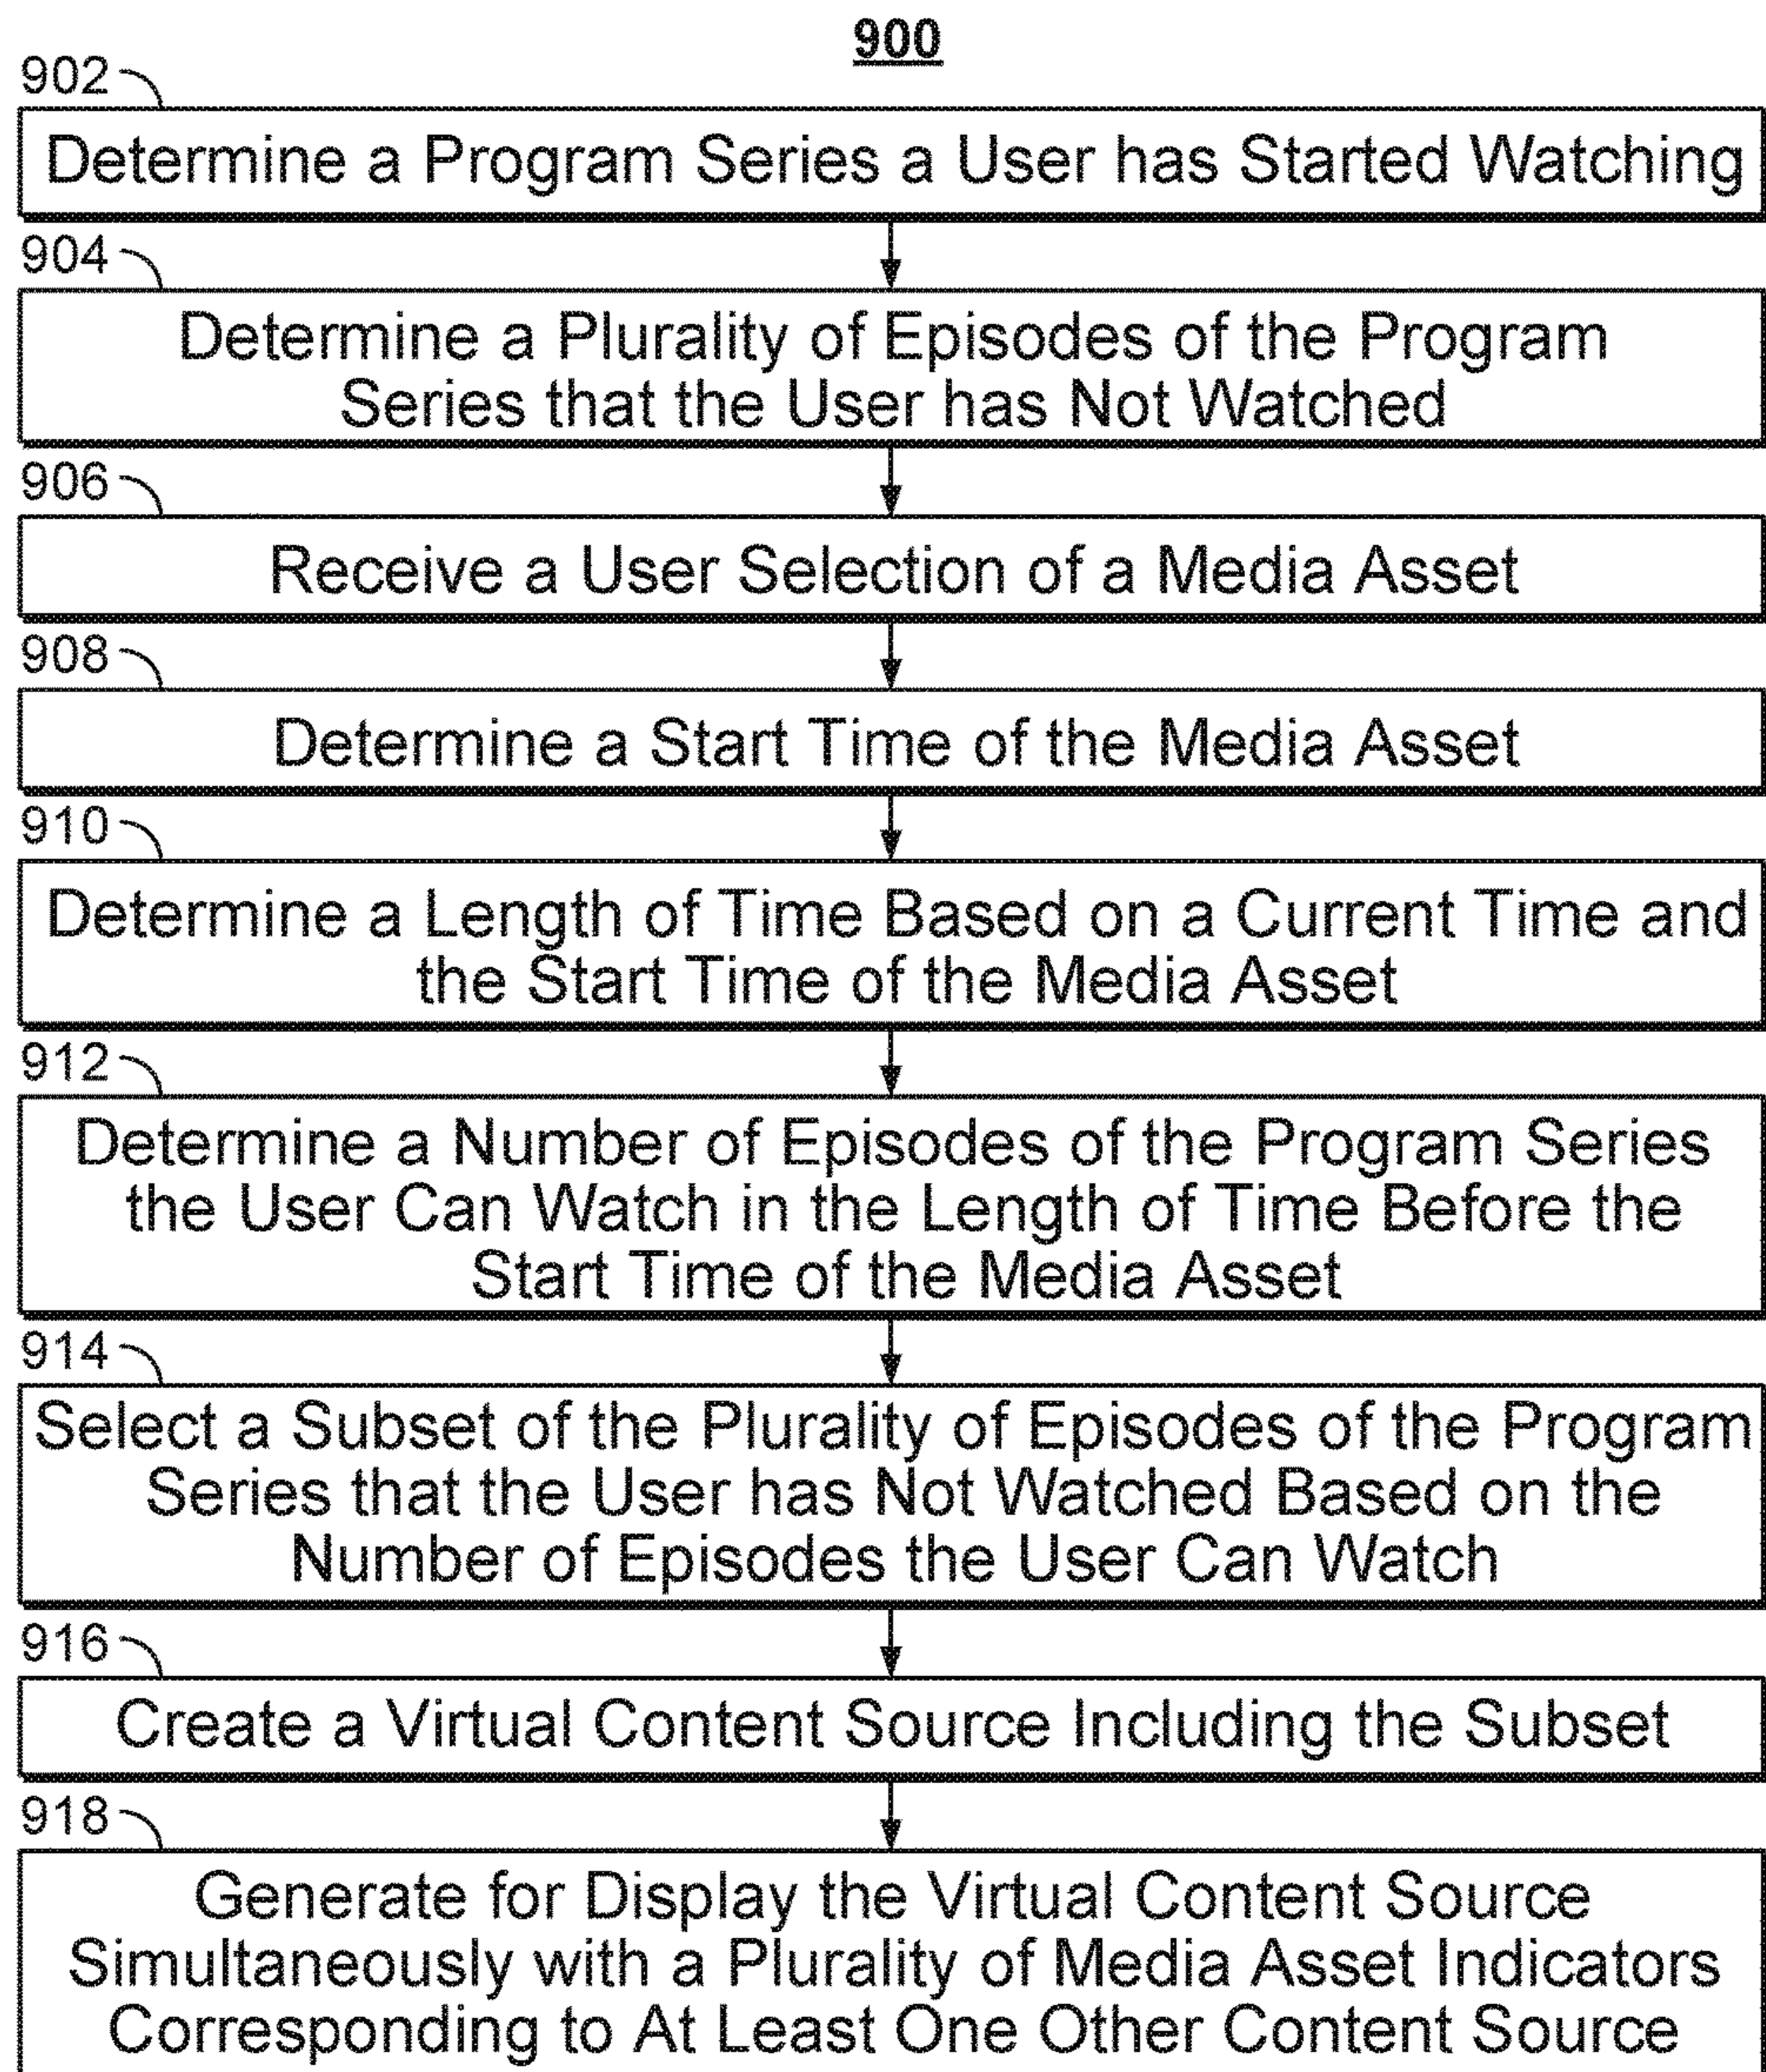 900
902
Determine a Program Series a User has Started Watching
904
Determine a Plurality of Episodes of the Program
Series that the User has Not Watched
906
Receive a User Selection of a Media Asset
908
Determine a Start Time of the Media Asset
910
Determine a Length of Time Based on a Current Time and
the Start Time of the Media Asset
912
Determine a Number of Episodes of the Program Series
the User Can Watch in the Length of Time Before the
Start Time of the Media Asset
914
Select a Subset of the Plurality of Episodes of the Program
Series that the User has Not Watched Based on the
Number of Episodes the User Can Watch
916
Create a Virtual Content Source Including the Subset
918
Generate for Display the Virtual Content Source
Simultaneously with a Plurality of Media Asset Indicators
Corresponding to At Least One Other Content Source